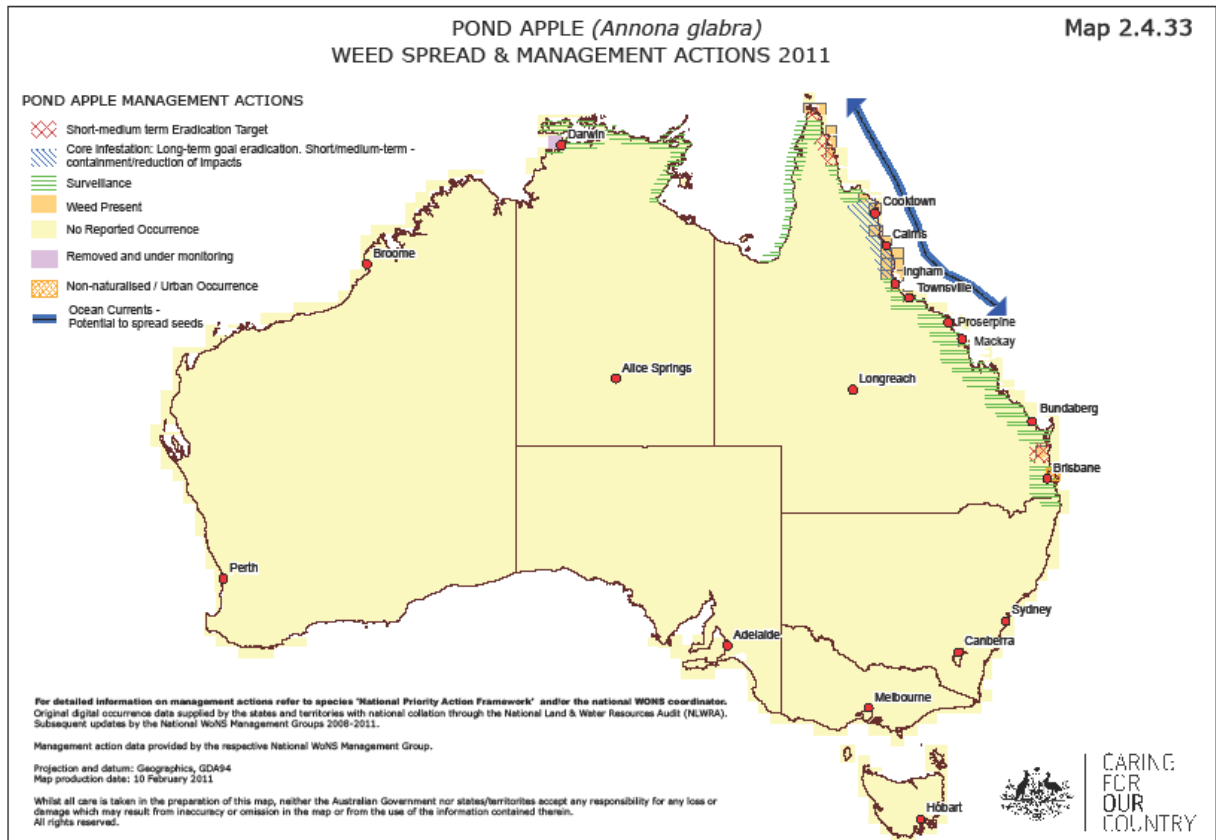 POND APPLE (Annona glabra)
WEED SPREAD & MANAGEMENT ACTIONS 2011
Map 2.4.33
POND APPLE MANAGEMENT ACTIONS
Short-medium term Eradication Target
Core Infestation: Long-term goal eradication. Short/medium-term -
containment/reduction of impacts
Surveillance
Weed Present
No Reported Occurrence
Removed and under monitoring
Non-naturalised / Urban Occurrence
Ocean Currents -
Potential to spread seeds
Darwin
Cooktown
Cairns
Broome
Ingham
Townsville
Proserpine
Mackay
Alice Springs
Longreach
Bundaberg
Brisbane
Perth
Sydney
Adelaide
Canberra
Melbourne
Hobart
For detailed information on management actions refer to species 'National Priority Action Framework' and/or the national WONS coordinator.
Original digital occurrence data supplied by the states and territories with national collation through the National Land & Water Resources Audit (NLWRA).
Subsequent updates by the National WoNS Management Groups 2008-2011.
Management action data provided by the respective National WoNS Management Group.
Projection and datum: Geographics, GDA94
Map production date: 10 February 2011
Whilst all care is taken in the preparation of this map, neither the Australian Government nor states/territorites accept any responsibility for any loss or
damage which may result from inaccuracy or omission in the map or from the use of the information contained therein.
All rights reserved.
CARING
FOR
OUR
COUNTRY